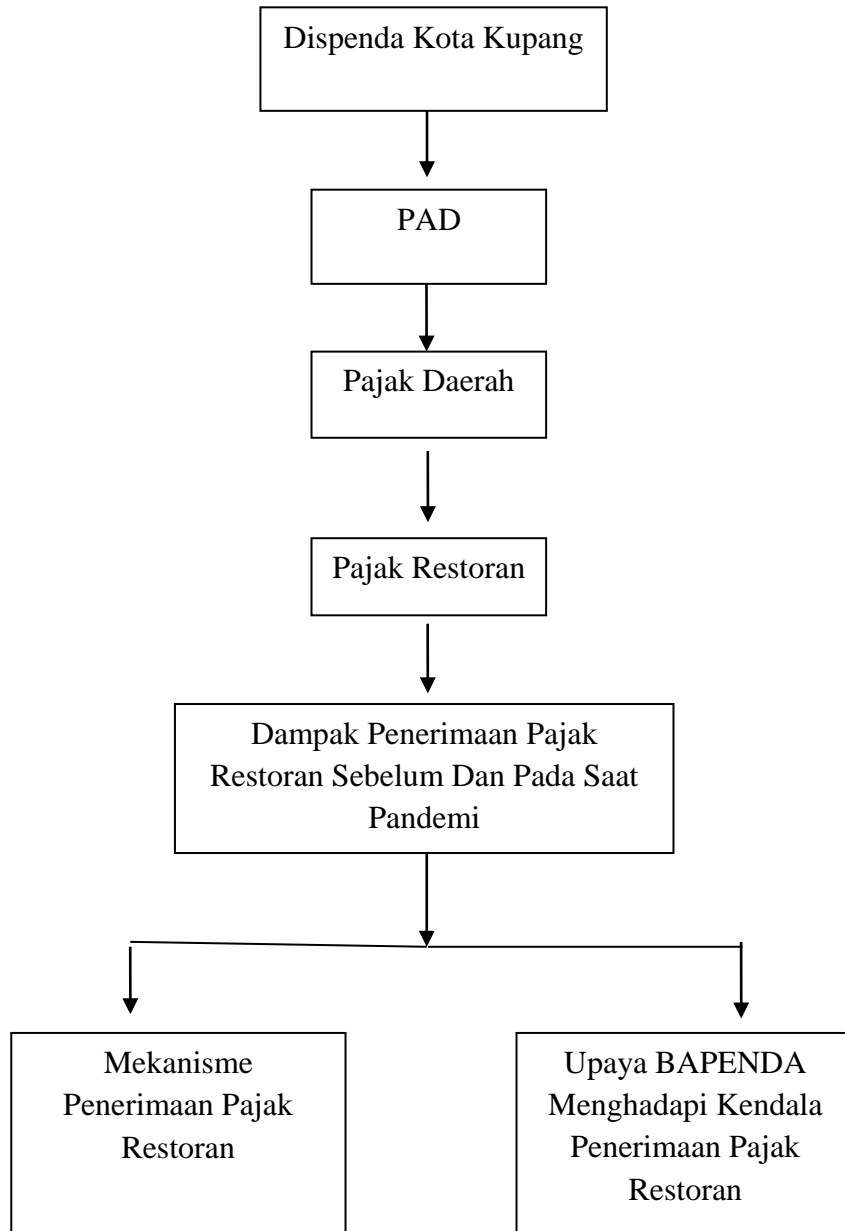 Dispenda Kota Kupang
PAD
Pajak Daerah
Pajak Restoran
Dampak Penerimaan Pajak
Restoran Sebelum Dan Pada Saat
Pandemi
Mekanisme
Penerimaan Pajak
Restoran
Upaya BAPENDA
Menghadapi Kendala
Penerimaan Pajak
Restoran